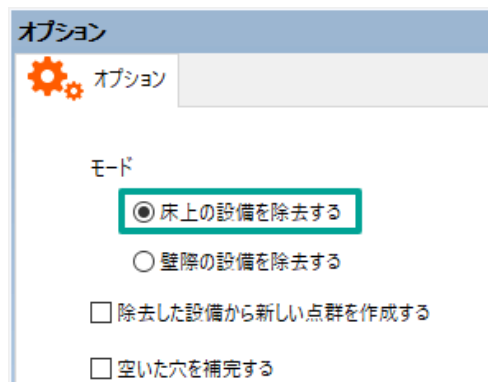 オプション
オプション
モード
床上の設備を除去する
壁際の設備を除去する
除去した設備から新しい点群を作成する
空いた穴を補完する